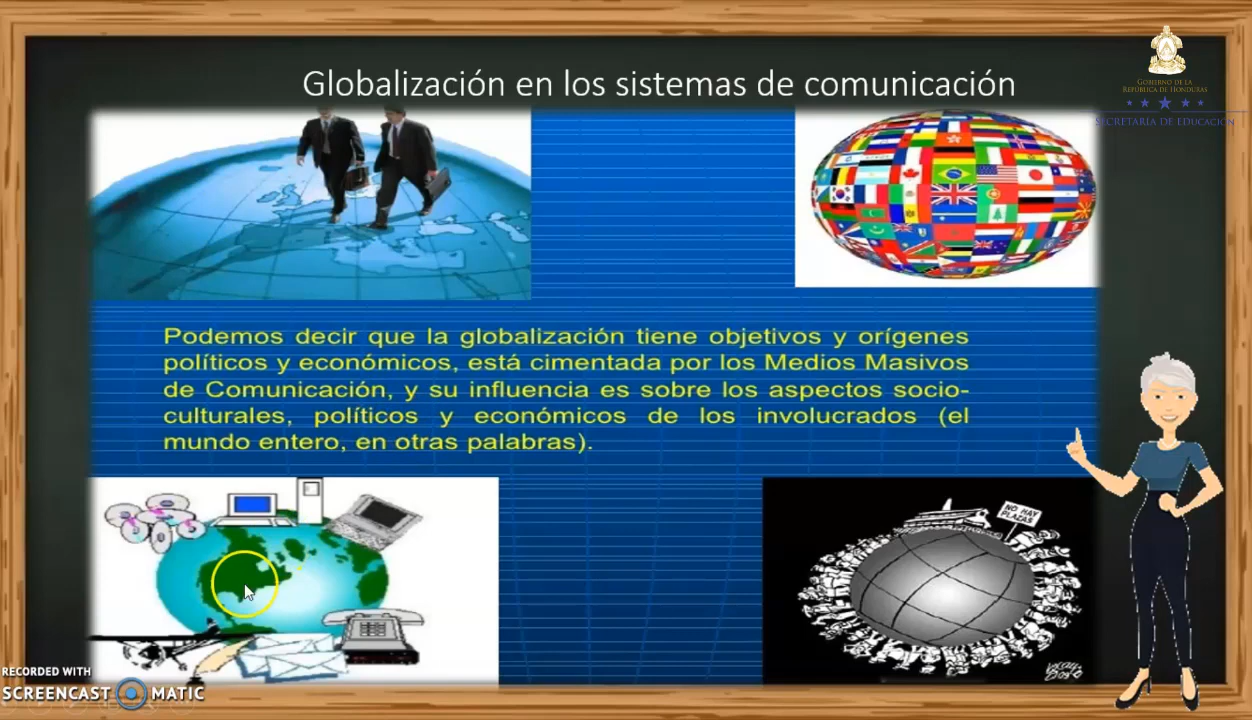 Globalización en los sistemas de comunicación
GOBIERNO DE LA
REPÚBLICA DE HONDURAS
SECRETARÍA DE EDUCACIÓN
Podemos decir que la globalización tiene objetivos y orígenes
políticos y económicos, está cimentada por los Medios Masivos
de Comunicación, y su influencia es sobre los aspectos socio-
culturales, políticos y económicos de los involucrados (el
mundo entero, en otras palabras).
NO HAY
PLAZAS
RECORDED WITH
SCREENCAST MATIC